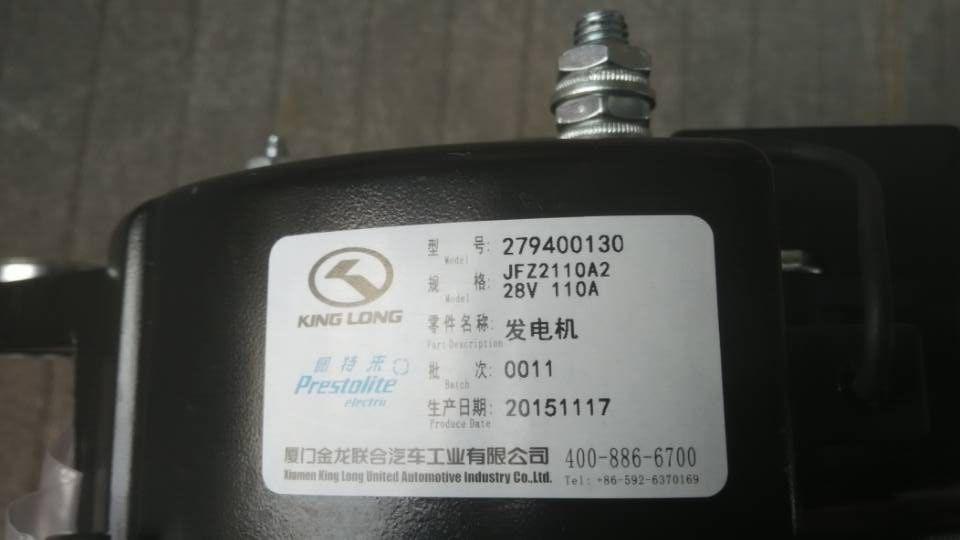 KING LONG
佩特来
Prestolite
electric
型 号: 279400130
Model
规 格: JFZ2110A2
Model 28V 110A
零件名称: 发电机
Part Description
批 次: 0011
Batch
生产日期: 20151117
Produce Date
厦门金龙联合汽车工业有限公司 400-886-6700
Xiamen King Long United Automotive Industry Co.,Ltd. Tel: +86-592-6370169